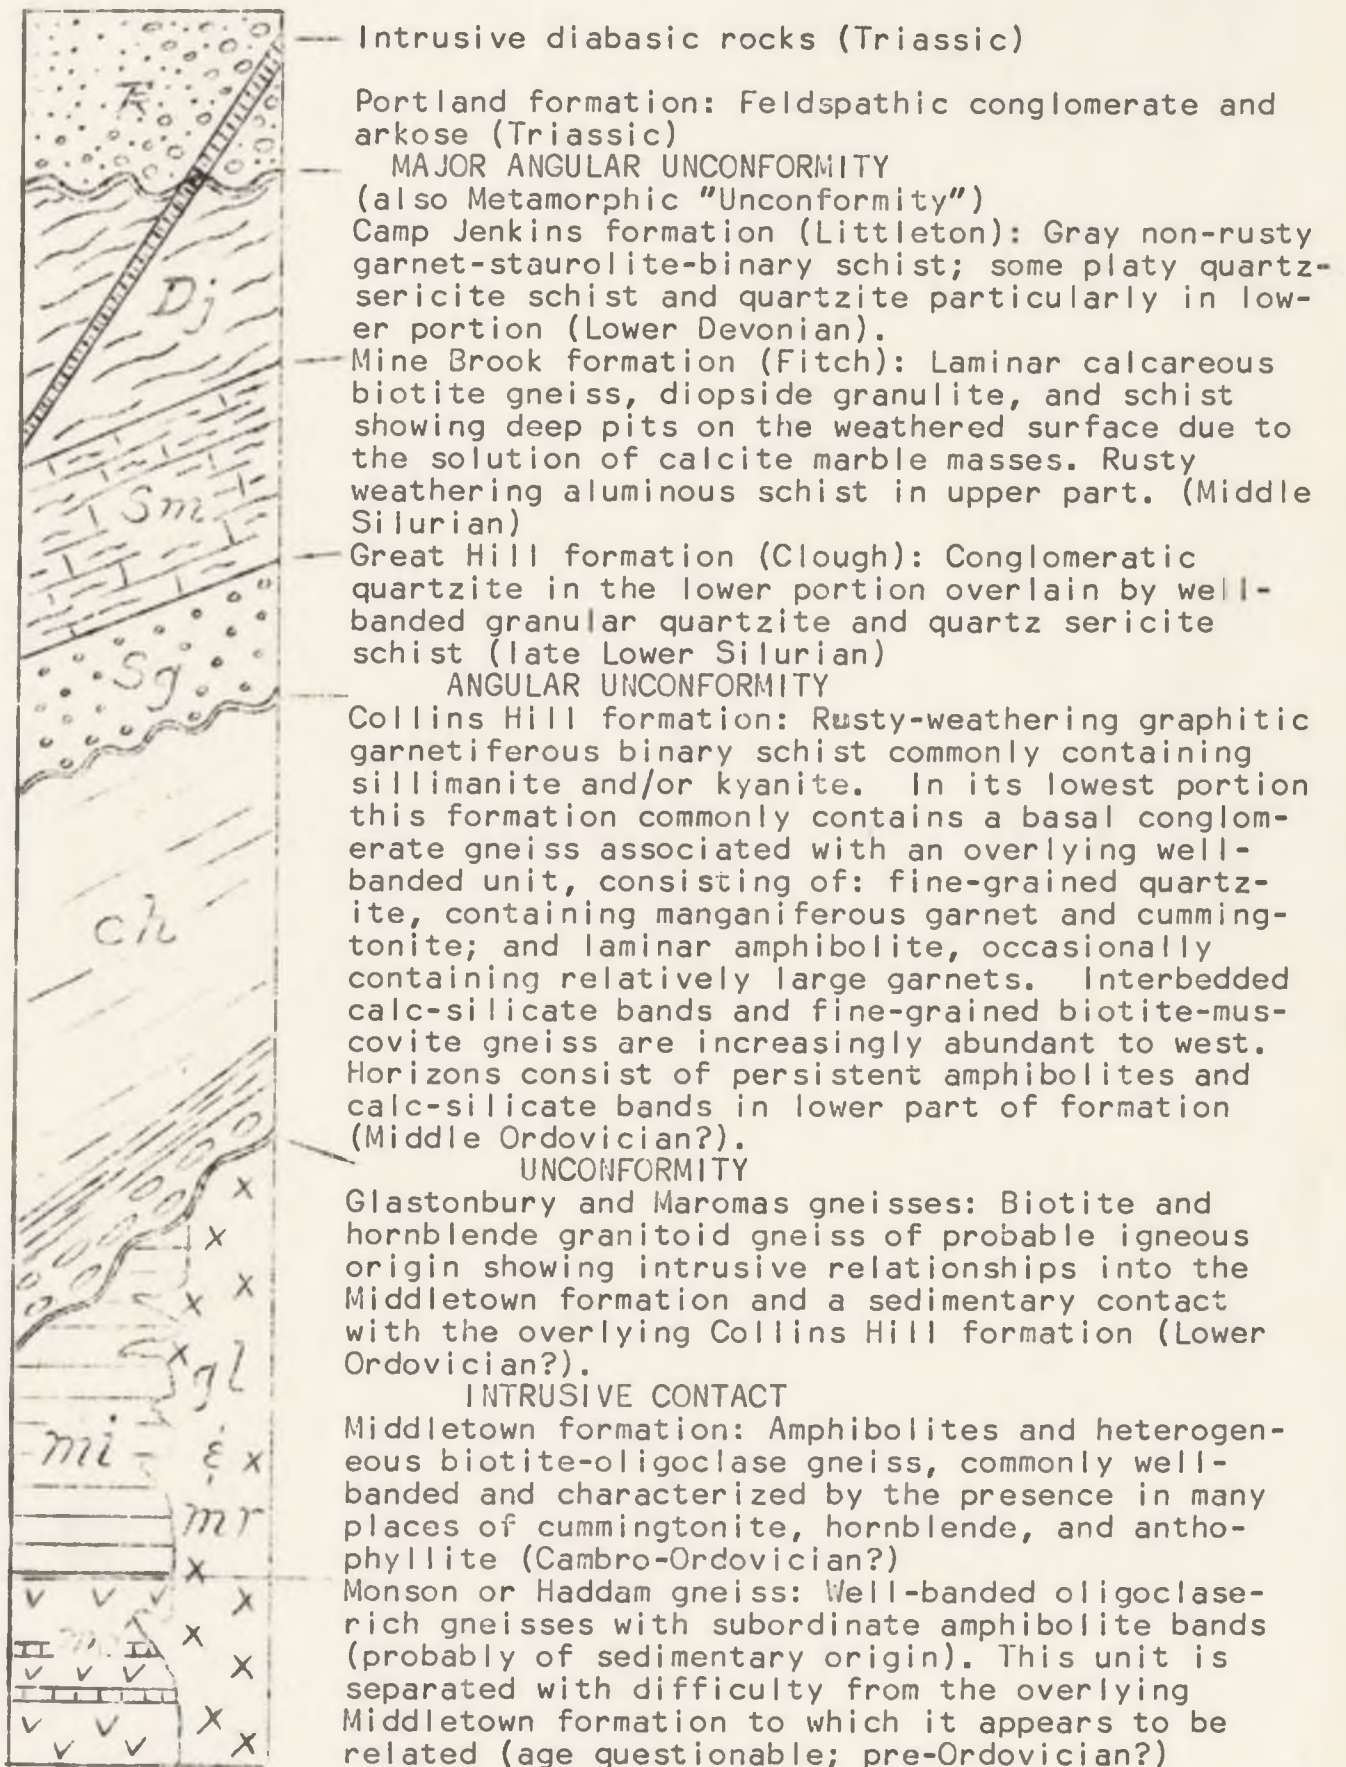 Intrusive diabasic rocks (Triassic)
Portland formation: Feldspathic conglomerate and
arkose (Triassic)
MAJOR ANGULAR UNCONFORMITY
(also Metamorphic "Unconformity")
Camp Jenkins formation (Littleton): Gray non-rusty
garnet-staurolite-binary schist; some platy quartz-
sericite schist and quartzite particularly in low-
er portion (Lower Devonian).
Mine Brook formation (Fitch): Laminar calcareous
biotite gneiss, diopside granulite, and schist
showing deep pits on the weathered surface due to
the solution of calcite marble masses. Rusty
weathering aluminous schist in upper part. (Middle
Silurian)
Great Hill formation (Clough): Conglomeratic
quartzite in the lower portion overlain by well-
banded granular quartzite and quartz sericite
schist (late Lower Silurian)
ANGULAR UNCONFORMITY
Collins Hill formation: Rusty-weathering graphitic
garnetiferous binary schist commonly containing
sillimanite and/or kyanite. In its lowest portion
this formation commonly contains a basal conglom-
erate gneiss associated with an overlying well-
banded unit, consisting of: fine-grained quartz-
ite, containing manganiferous garnet and cumming-
tonite; and laminar amphibolite, occasionally
containing relatively large garnets. Interbedded
calc-silicate bands and fine-grained biotite-mus-
covite gneiss are increasingly abundant to west.
Horizons consist of persistent amphibolites and
calc-silicate bands in lower part of formation
(Middle Ordovician?).
UNCONFORMITY
Glastonbury and Maromas gneisses: Biotite and
hornblende granitoid gneiss of probable igneous
origin showing intrusive relationships into the
Middletown formation and a sedimentary contact
with the overlying Collins Hill formation (Lower
Ordovician?).
INTRUSIVE CONTACT
Middletown formation: Amphibolites and heterogen-
eous biotite-oligoclase gneiss, commonly well-
banded and characterized by the presence in many
places of cummingtonite, hornblende, and antho-
phyllite (Cambro-Ordovician?)
Monson or Haddam gneiss: Well-banded oligoclase-
rich gneisses with subordinate amphibolite bands
(probably of sedimentary origin). This unit is
separated with difficulty from the overlying
Middletown formation to which it appears to be
related (age questionable; pre-Ordovician?)
Dj
Sm
Sg
ch
gl
mi
&
mr